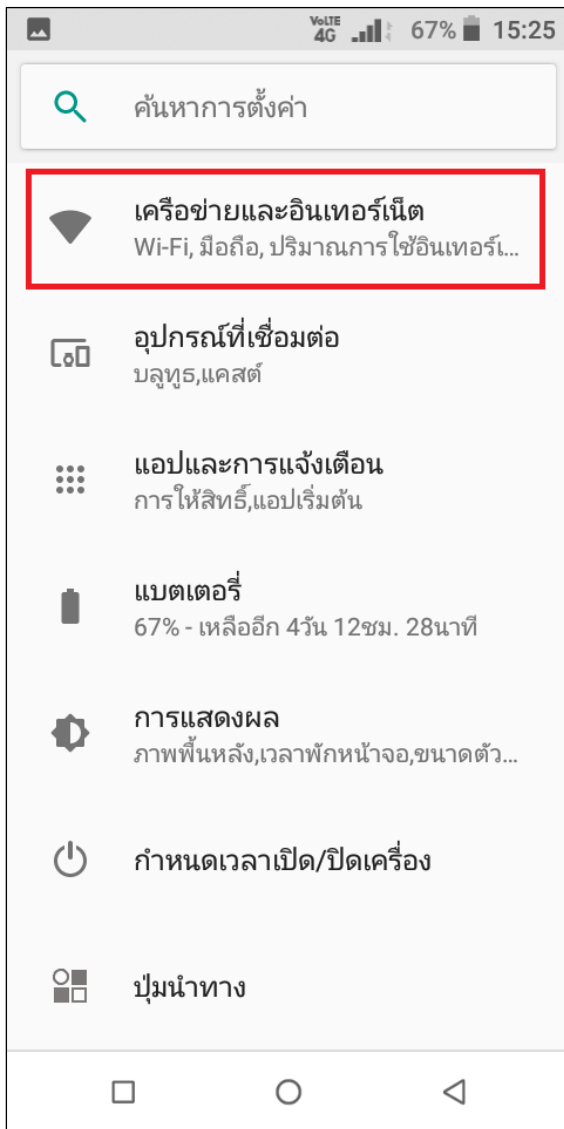 VoLTE
4G 67% 15:25
ค้นหาการตั้งค่า
เครือข่ายและอินเทอร์เน็ต
Wi-Fi, มือถือ, ปริมาณการใช้อินเทอร์เ...
อุปกรณ์ที่เชื่อมต่อ
บลูทูธ,แคสต์
แอปและการแจ้งเตือน
การให้สิทธิ์,แอปเริ่มต้น
แบตเตอรี่
67% - เหลืออีก 4วัน 12ชม. 28นาที
การแสดงผล
ภาพพื้นหลัง,เวลาพักหน้าจอ,ขนาดตัว...
กำหนดเวลาเปิด/ปิดเครื่อง
ปุ่มนำทาง